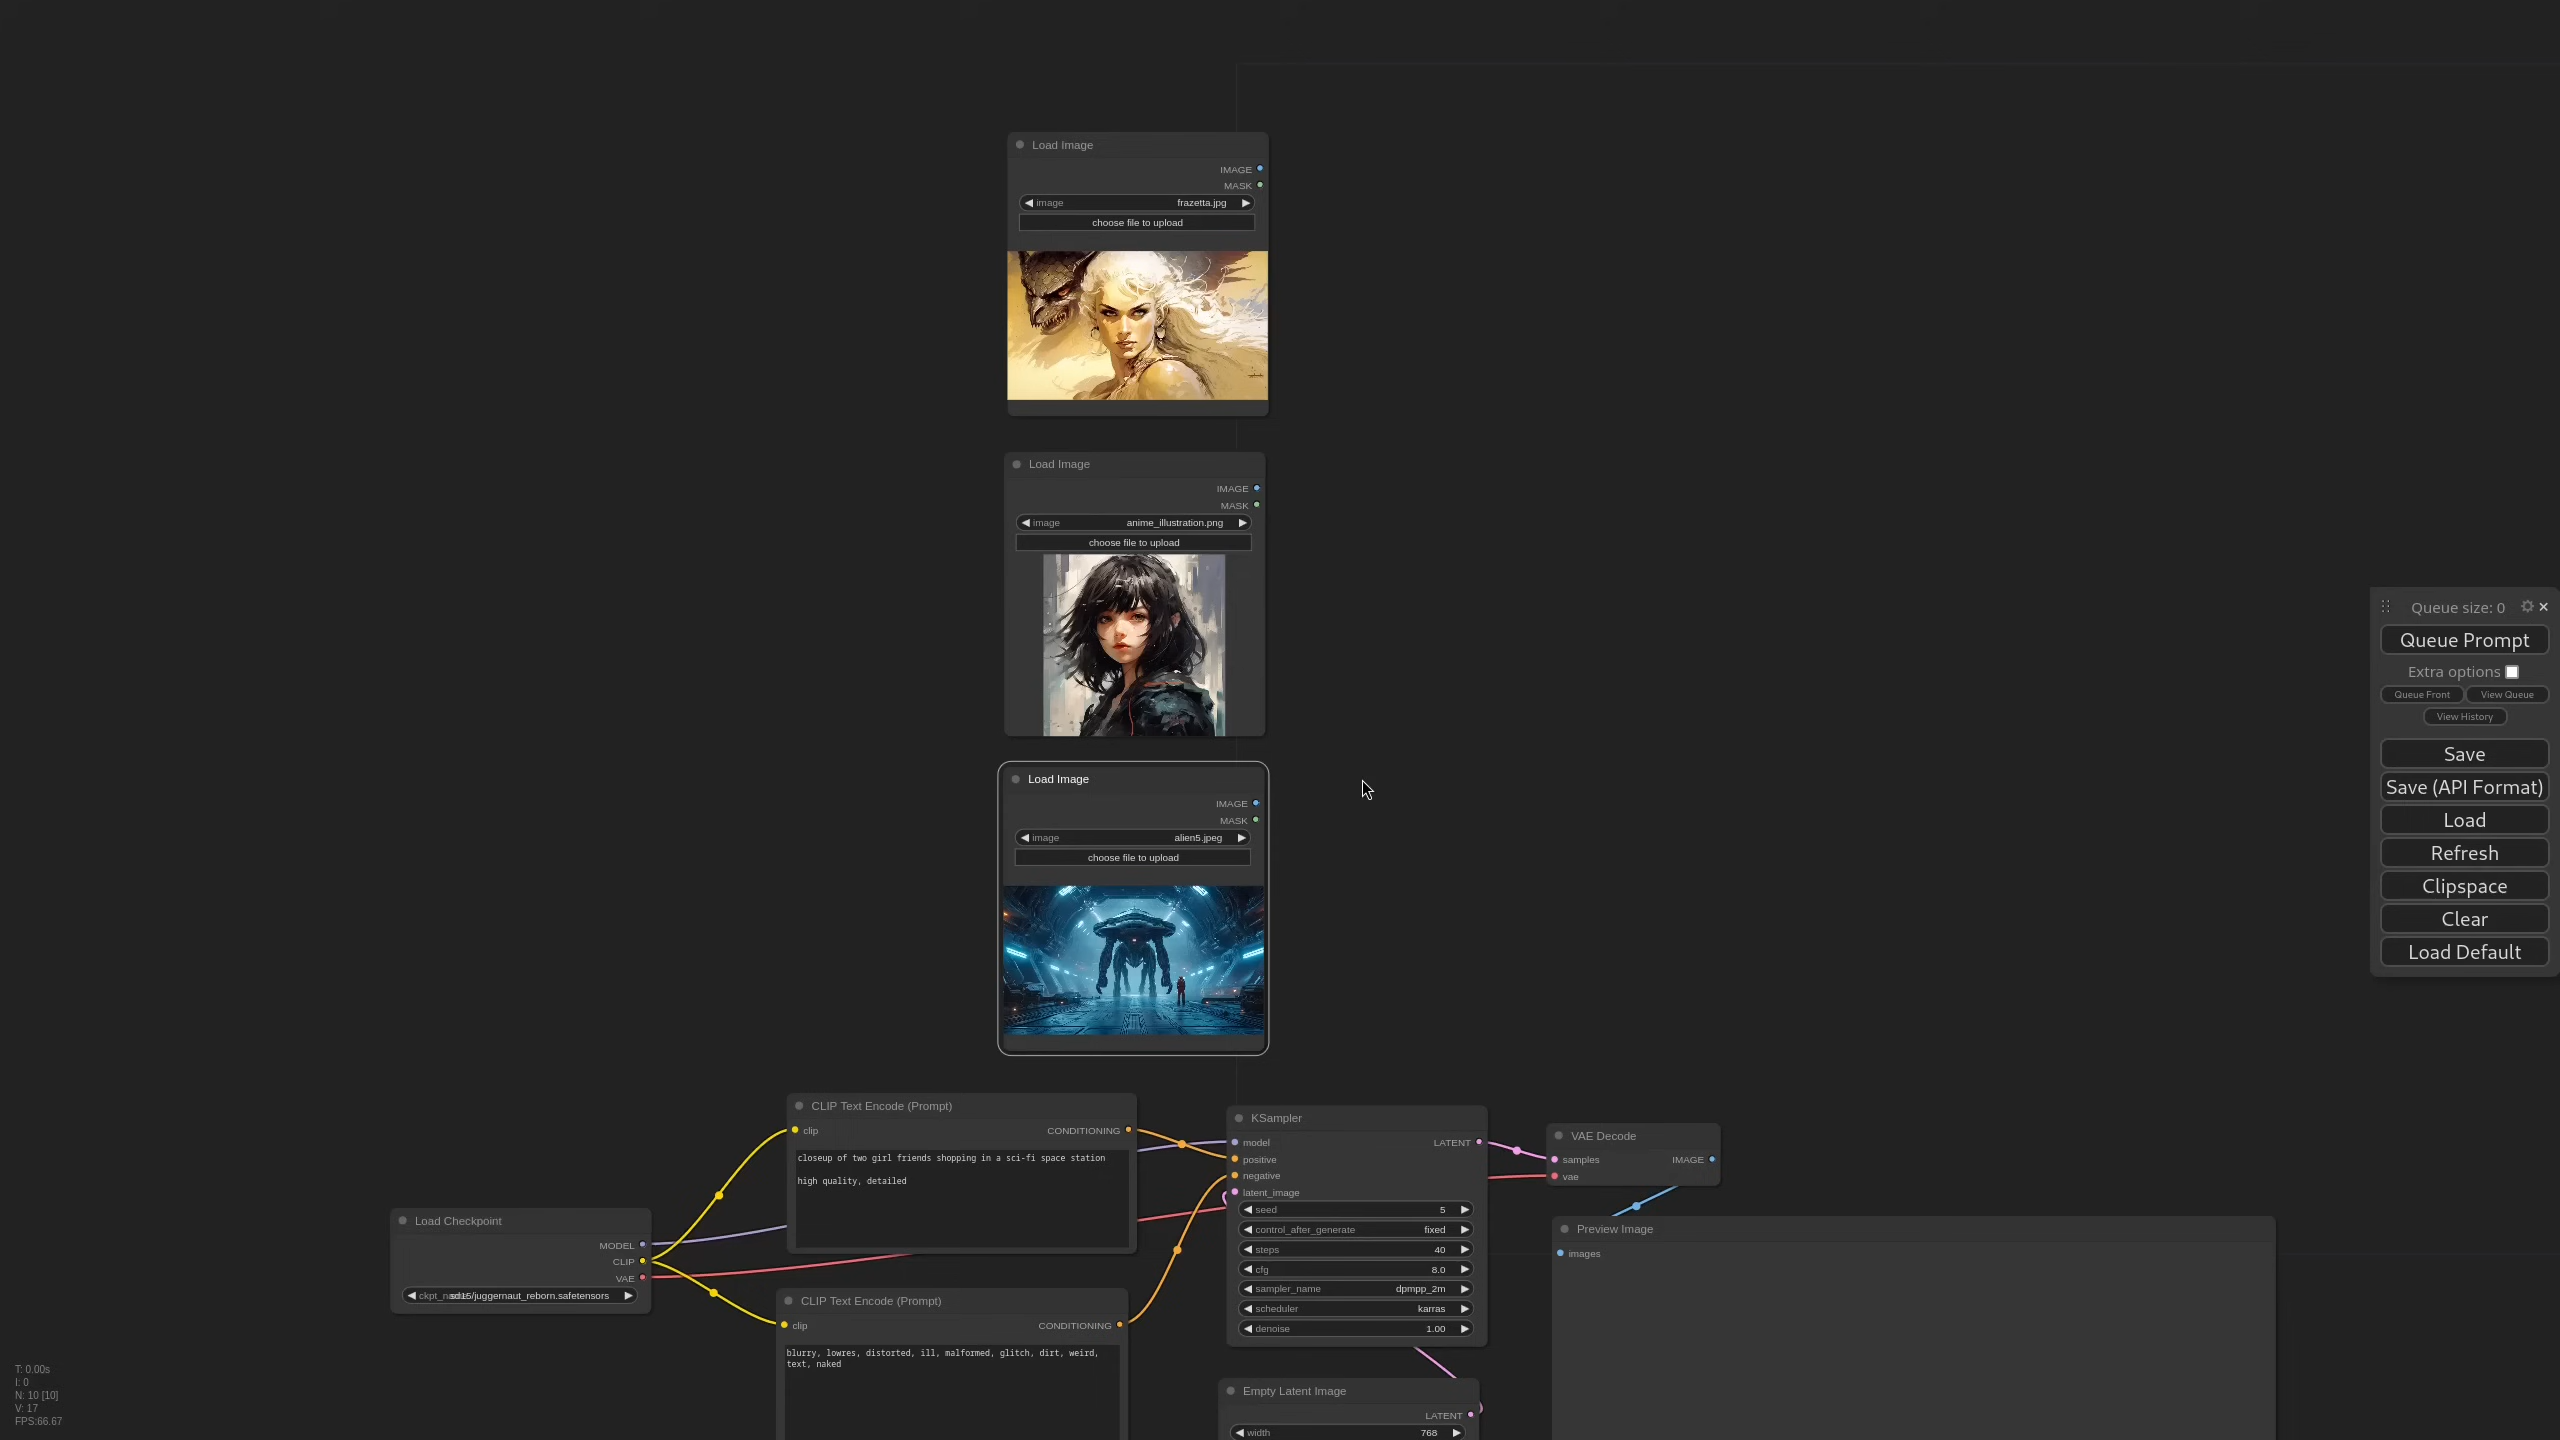 Load Image
IMAGE
MASK
image frazetta.jpg
choose file to upload
Load Image
IMAGE
MASK
image anime_illustration.png
choose file to upload
Load Image
IMAGE
MASK
image alien5.jpeg
choose file to upload
Queue size: 0
Queue Prompt
Extra options
Queue Front View Queue
View History
Save
Save (API Format)
Load
Refresh
Clipspace
Clear
Load Default
CLIP Text Encode (Prompt)
clip CONDITIONING
closeup of two girl friends shopping in a sci-fi space station
high quality, detailed
KSampler
model LATENT
positive
negative
latent_image
seed 5
control_after_generate fixed
steps 40
cfg 8.0
sampler_name dpmpp_2m
scheduler karras
denoise 1.00
VAE Decode
samples IMAGE
vae
Load Checkpoint
MODEL
CLIP
VAE
sd15/juggernaut_reborn.safetensors
Preview Image
images
CLIP Text Encode (Prompt)
clip CONDITIONING
blurry, lowres, distorted, ill, malformed, glitch, dirt, weird,
text, naked
Empty Latent Image
LATENT
width 768
T: 0.00s
I: 0
N: 10 [10]
V: 17
FPS:66.67